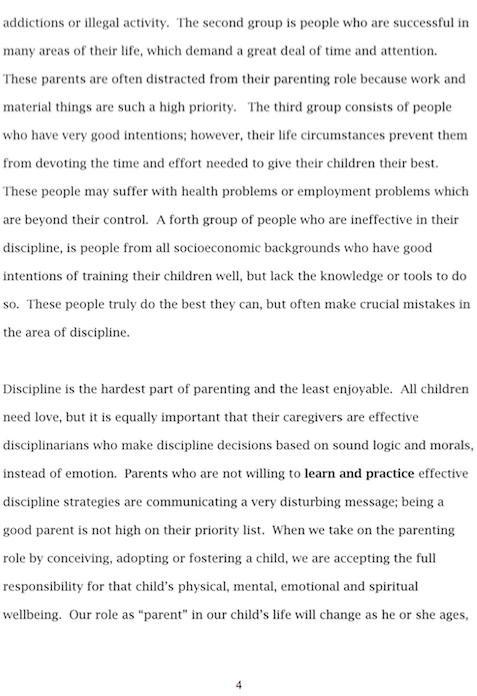 addictions or illegal activity.  The second group is people who are successful in
many areas of their life, which demand a great deal of time and attention.
These parents are often distracted from their parenting role because work and
material things are such a high priority.   The third group consists of people
who have very good intentions; however, their life circumstances prevent them
from devoting the time and effort needed to give their children their best.
These people may suffer with health problems or employment problems which
are beyond their control.  A forth group of people who are ineffective in their
discipline, is people from all socioeconomic backgrounds who have good
intentions of training their children well, but lack the knowledge or tools to do
so.  These people truly do the best they can, but often make crucial mistakes in
the area of discipline.

Discipline is the hardest part of parenting and the least enjoyable.  All children
need love, but it is equally important that their caregivers are effective
disciplinarians who make discipline decisions based on sound logic and morals,
instead of emotion.  Parents who are not willing to learn and practice effective
discipline strategies are communicating a very disturbing message; being a
good parent is not high on their priority list.  When we take on the parenting
role by conceiving, adopting or fostering a child, we are accepting the full
responsibility for that child's physical, mental, emotional and spiritual
wellbeing.  Our role as “parent” in our child's life will change as he or she ages,
4